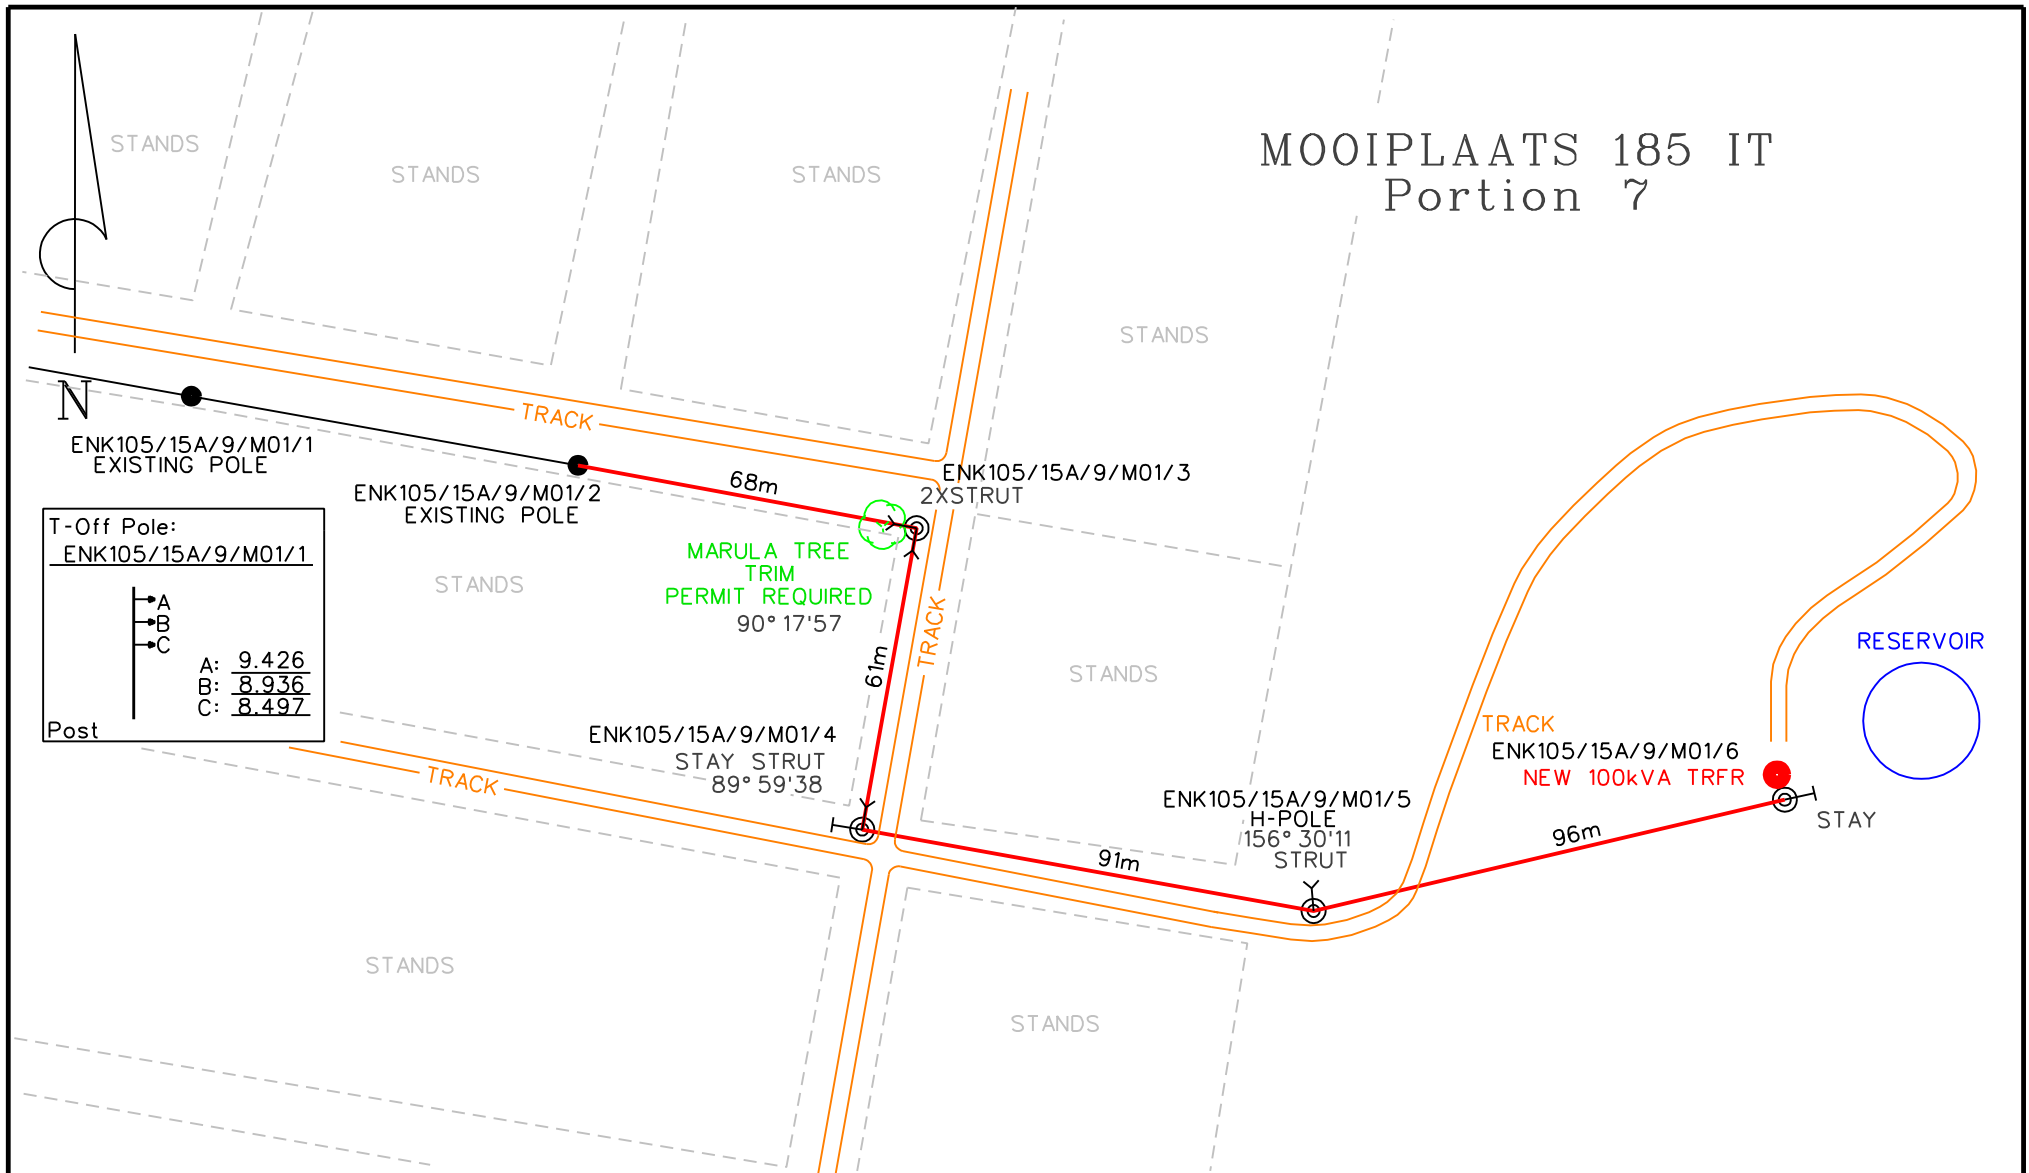 MOOIPLAATS 185 IT
Portion 7
STANDS
STANDS
STANDS
STANDS
N
TRACK
ENK105/15A/9/M01/1
EXISTING POLE
ENK105/15A/9/M01/2
EXISTING POLE
68m
ENK105/15A/9/M01/3
2XSTRUT
T-Off Pole:
ENK105/15A/9/M01/1
A
B
C
A: 9.426
B: 8.936
C: 8.497
Post
STANDS
MARULA TREE
TRIM
PERMIT REQUIRED
90° 17'57
TRACK
61m
STANDS
RESERVOIR
ENK105/15A/9/M01/4
STAY STRUT
89° 59'38
TRACK
TRACK
ENK105/15A/9/M01/6
NEW 100kVA TRFR
STAY
ENK105/15A/9/M01/5
H-POLE
156° 30'11
STRUT
91m
96m
STANDS
STANDS